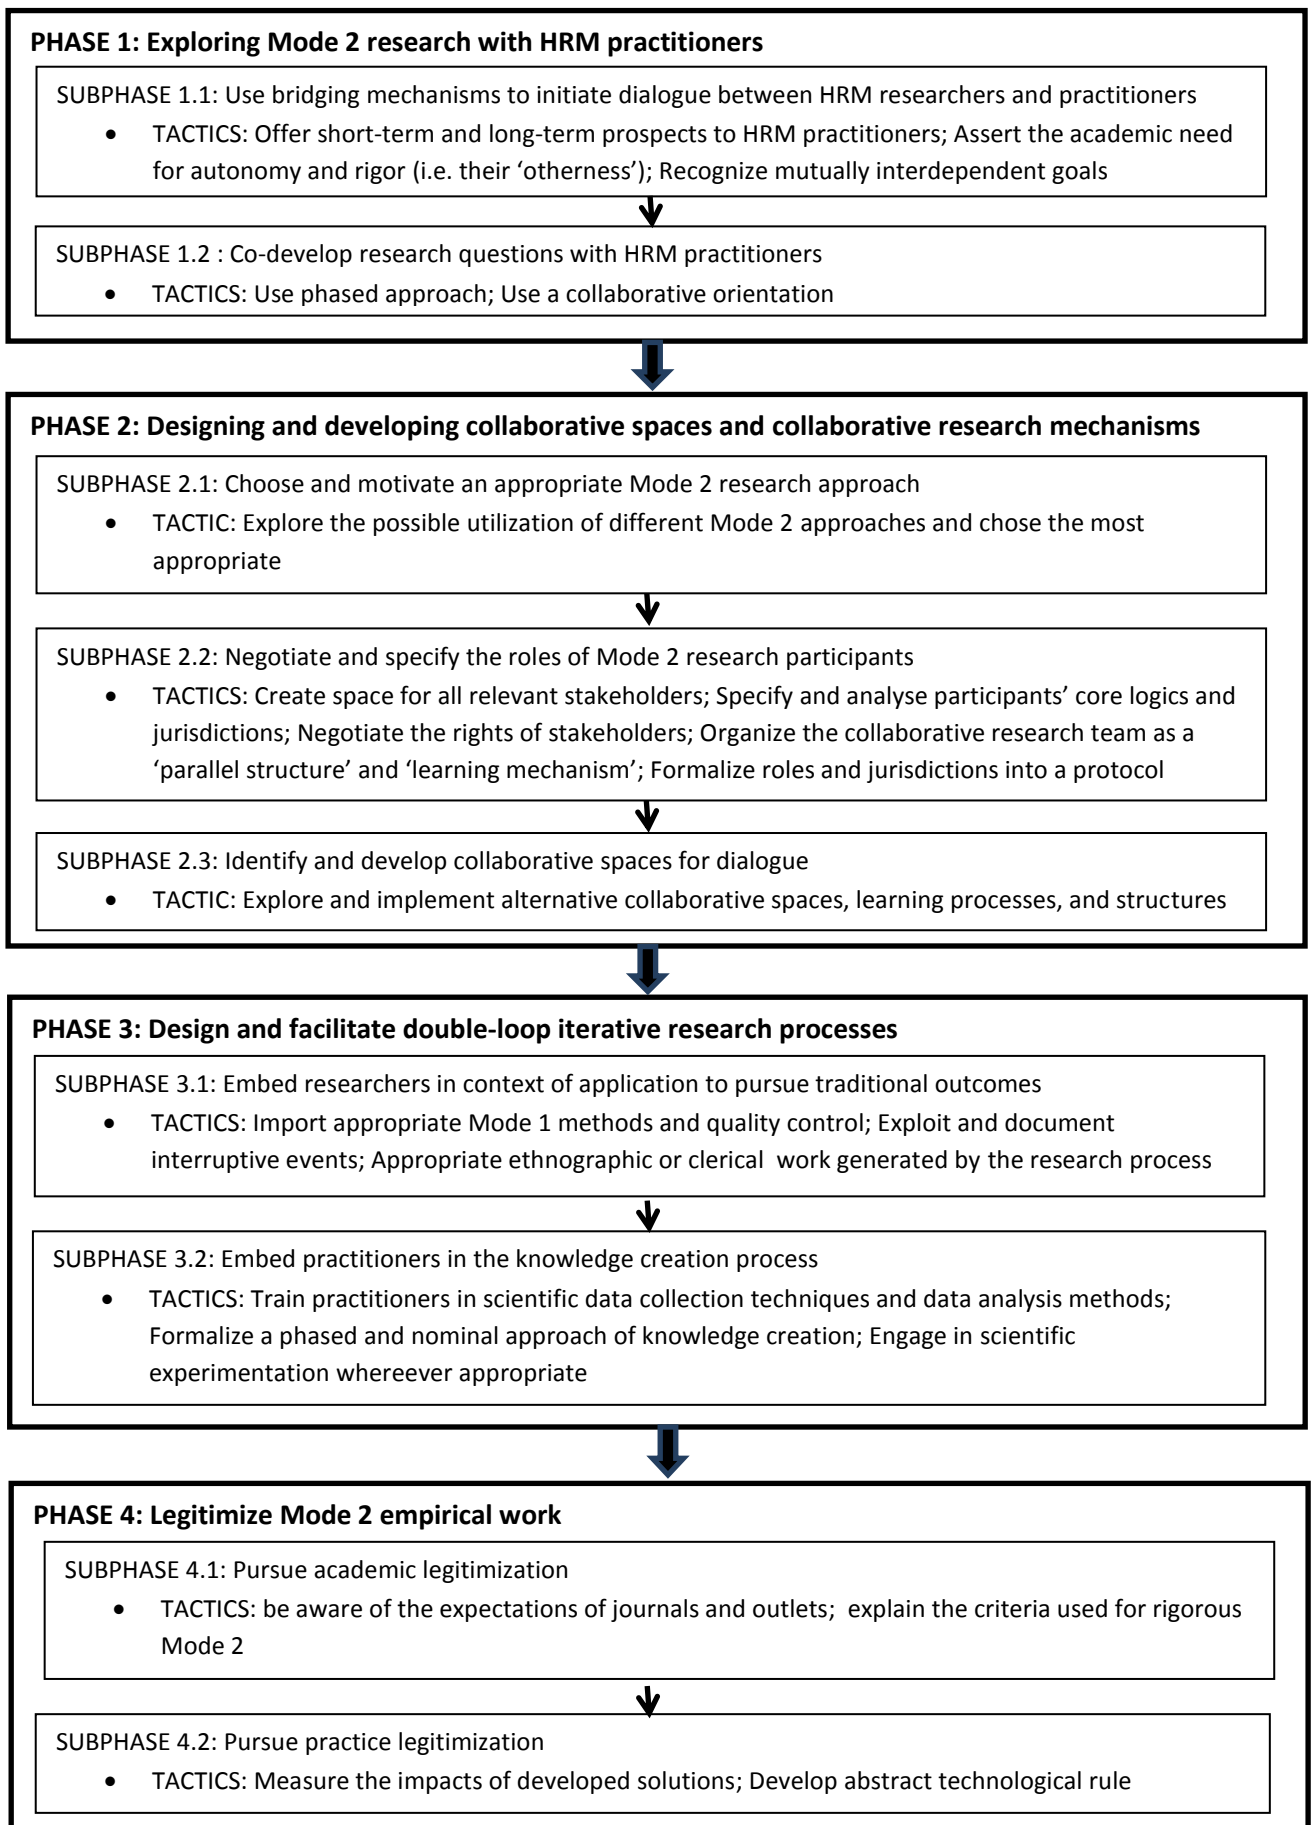 PHASE 1: Exploring Mode 2 research with HRM practitioners
SUBPHASE 1.1: Use bridging mechanisms to initiate dialogue between HRM researchers and practitioners
• TACTICS: Offer short-term and long-term prospects to HRM practitioners; Assert the academic need
for autonomy and rigor (i.e. their ‘otherness’); Recognize mutually interdependent goals
SUBPHASE 1.2 : Co-develop research questions with HRM practitioners
• TACTICS: Use phased approach; Use a collaborative orientation
PHASE 2: Designing and developing collaborative spaces and collaborative research mechanisms
SUBPHASE 2.1: Choose and motivate an appropriate Mode 2 research approach
• TACTIC: Explore the possible utilization of different Mode 2 approaches and chose the most
appropriate
SUBPHASE 2.2: Negotiate and specify the roles of Mode 2 research participants
• TACTICS: Create space for all relevant stakeholders; Specify and analyse participants’ core logics and
jurisdictions; Negotiate the rights of stakeholders; Organize the collaborative research team as a
‘parallel structure’ and ‘learning mechanism’; Formalize roles and jurisdictions into a protocol
SUBPHASE 2.3: Identify and develop collaborative spaces for dialogue
• TACTIC: Explore and implement alternative collaborative spaces, learning processes, and structures
PHASE 3: Design and facilitate double-loop iterative research processes
SUBPHASE 3.1: Embed researchers in context of application to pursue traditional outcomes
• TACTICS: Import appropriate Mode 1 methods and quality control; Exploit and document
interruptive events; Appropriate ethnographic or clerical  work generated by the research process
SUBPHASE 3.2: Embed practitioners in the knowledge creation process
• TACTICS: Train practitioners in scientific data collection techniques and data analysis methods;
Formalize a phased and nominal approach of knowledge creation; Engage in scientific
experimentation whereever appropriate
PHASE 4: Legitimize Mode 2 empirical work
SUBPHASE 4.1: Pursue academic legitimization
• TACTICS: be aware of the expectations of journals and outlets;  explain the criteria used for rigorous
Mode 2
SUBPHASE 4.2: Pursue practice legitimization
• TACTICS: Measure the impacts of developed solutions; Develop abstract technological rule